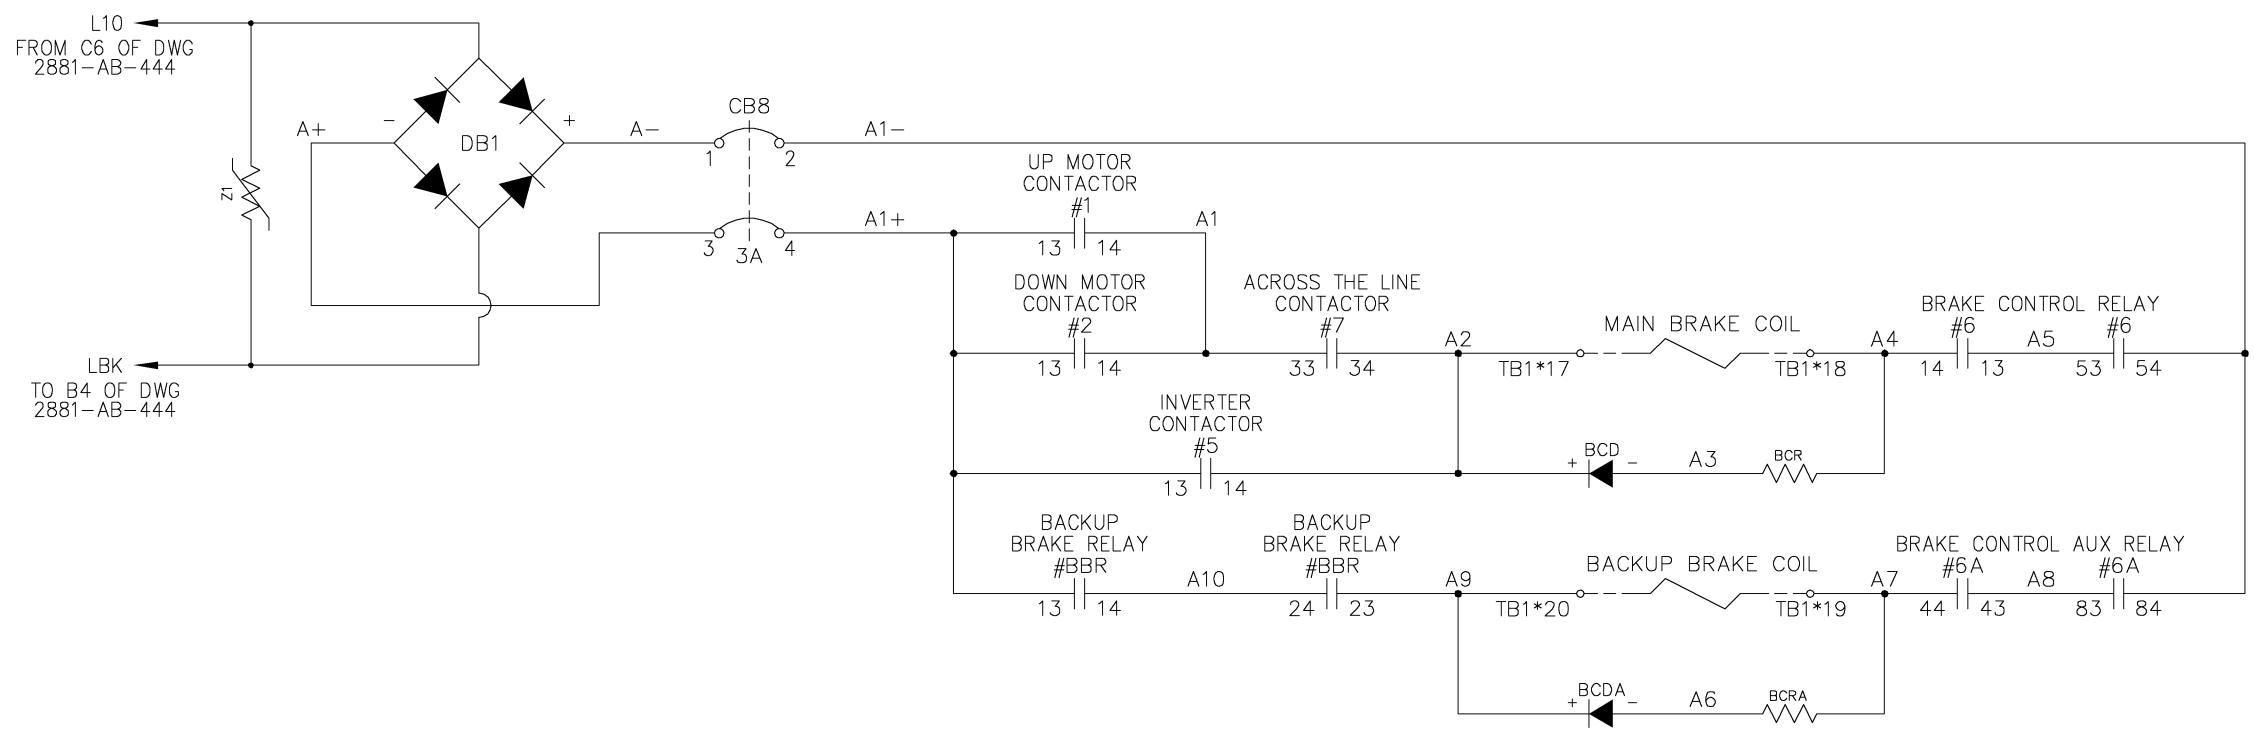 L10
FROM C6 OF DWG
2881-AB-444
A+
-
DB1
+
A-
CB8
1
2
A1-
Z1
3
4
3A
A1+
UP MOTOR
CONTACTOR
#1
13
14
A1
DOWN MOTOR
CONTACTOR
#2
13
14
ACROSS THE LINE
CONTACTOR
#7
33
34
A2
MAIN BRAKE COIL
TB1*17
TB1*18
A4
BRAKE CONTROL RELAY
#6
14
13
A5
#6
53
54
LBK
TO B4 OF DWG
2881-AB-444
INVERTER
CONTACTOR
#5
13
14
+
BCD
-
A3
BCR
BACKUP
BRAKE RELAY
#BBR
13
14
A10
BACKUP
BRAKE RELAY
#BBR
24
23
A9
BACKUP BRAKE COIL
TB1*20
TB1*19
A7
BRAKE CONTROL AUX RELAY
#6A
44
43
A8
#6A
83
84
+
BCDA
-
A6
BCRA